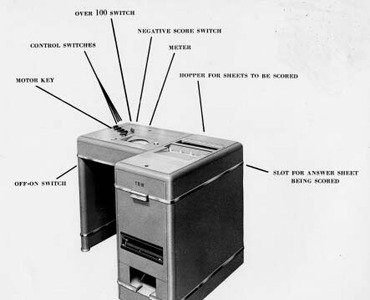 OVER 100 SWITCH
NEGATIVE SCORE SWITCH
CONTROL SWITCHES
METER
HOPPER FOR SHEETS TO BE SCORED
MOTOR KEY
SLOT FOR ANSWER SHEET
BEING SCORED
OFF-ON SWITCH
IBM